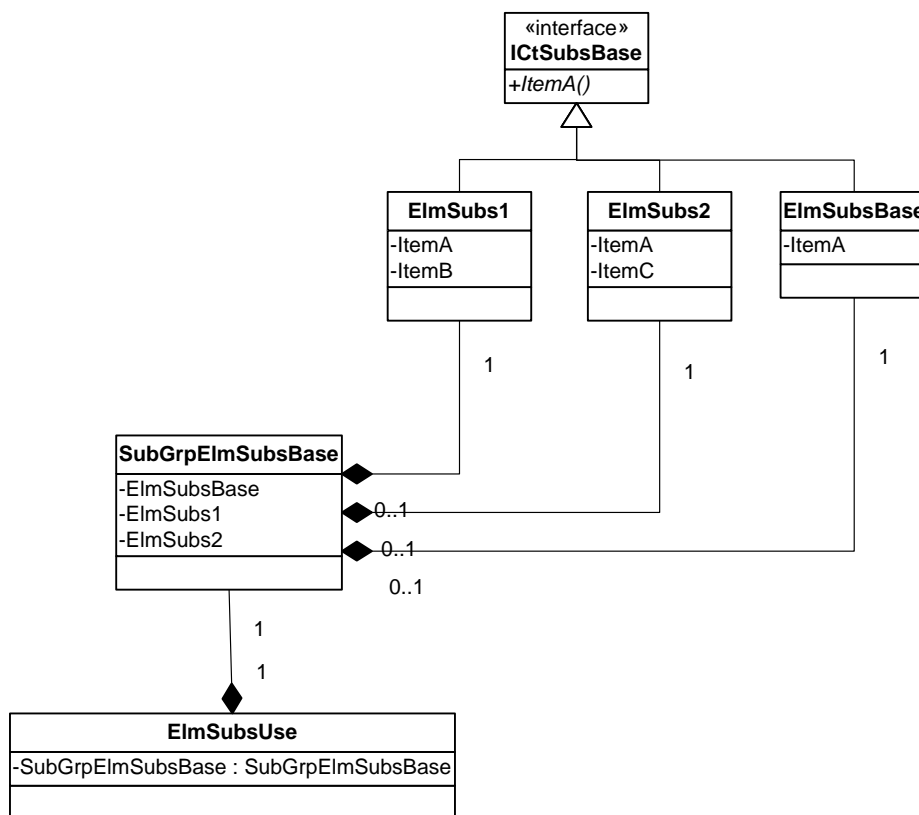 «interface»
ICtSubsBase
+ItemA()
ElmSubs1
-ItemA
-ItemB
ElmSubs2
-ItemA
-ItemC
ElmSubsBase
-ItemA
1
1
1
SubGrpElmSubsBase
-ElmSubsBase
-ElmSubs1
-ElmSubs2
0..1
0..1
0..1
1
1
ElmSubsUse
-SubGrpElmSubsBase : SubGrpElmSubsBase